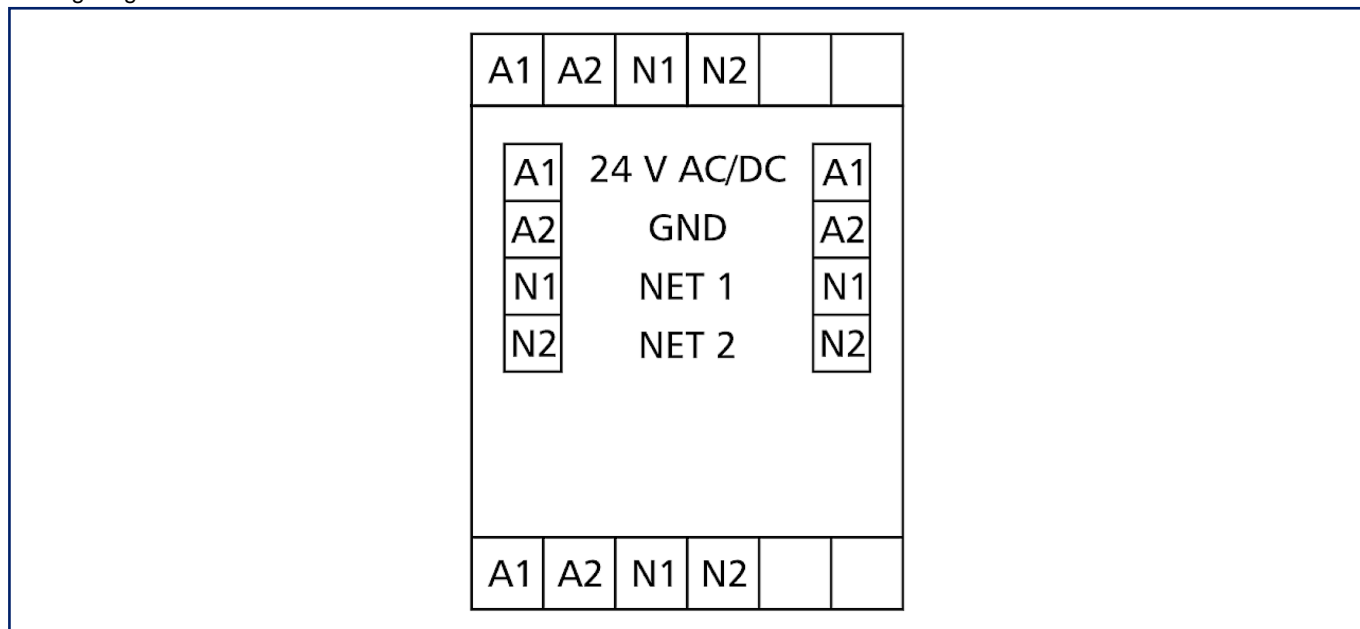 A1 A2 N1 N2
A1 24 V AC/DC A1
A2 GND A2
N1 NET 1 N1
N2 NET 2 N2
A1 A2 N1 N2